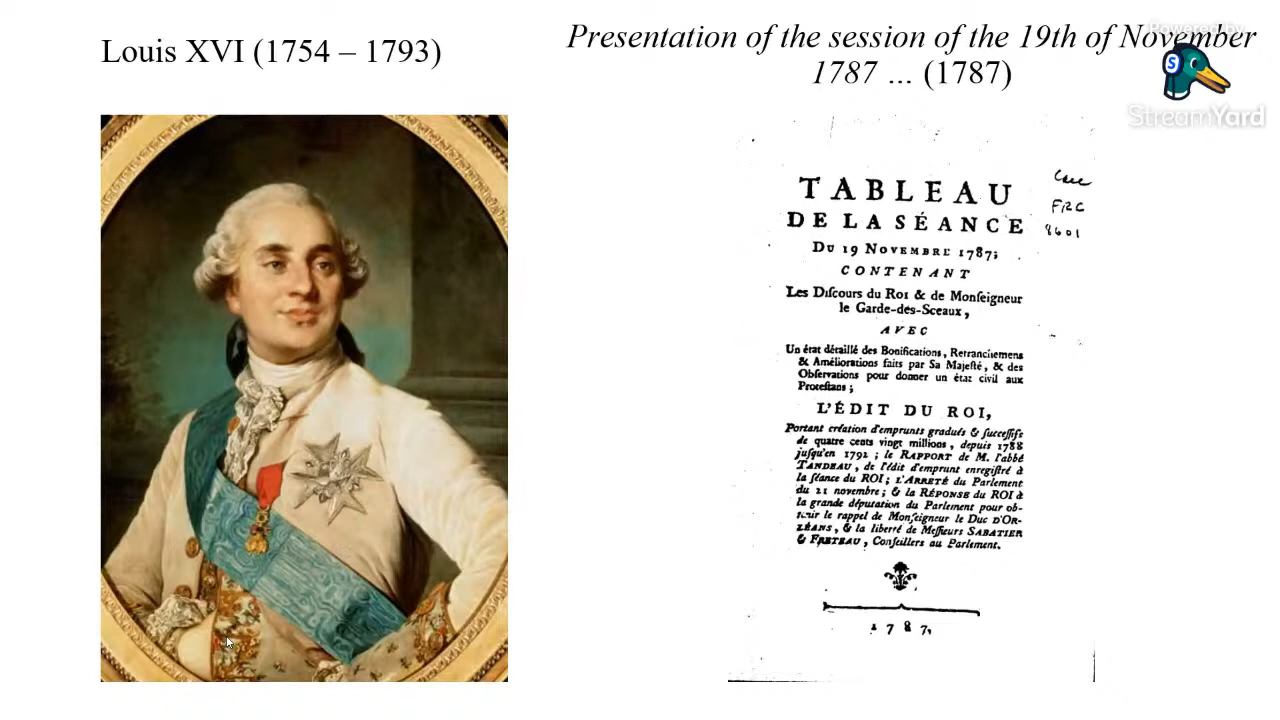 Louis XVI (1754 – 1793)
Presentation of the session of the 19th of November
1787 ... (1787)
Powered by
S
StreamYard
TABLEAU
DE LA SÉANCE
DU 19 NOVEMBRE 1787;
CONTENANT
Les Diſcours du ROI & de Monſeigneur
le Garde-des-Sceaux,
AVEC
Un état détaillé des Bonifications, Retranchemens
& Améliorations faits par Sa Majeſté, & des
Obſervations pour donner un état civil aux
Proteſtans;
L'ÉDIT DU ROI,
Portant création d'emprunts gradués & ſucceſſifs
de quatre cents vingt millions, depuis 1788
juſqu'en 1792; le RAPPORT de M. l'abbé
TANDEAU, de l'édit d'emprunt enregiſtré à
la ſéance du ROI; L'ARRETÉ du Parlement
du 21 novembre; & la RÉPONSE du ROI à
la grande députation du Parlement pour ob-
tenir le rappel de Monſeigneur le Duc D'OR-
LÉANS, & la liberté de Meſſieurs SABATIER
& FRETEAU, Conſeillers au Parlement.
1787,
Case
FRC
8601